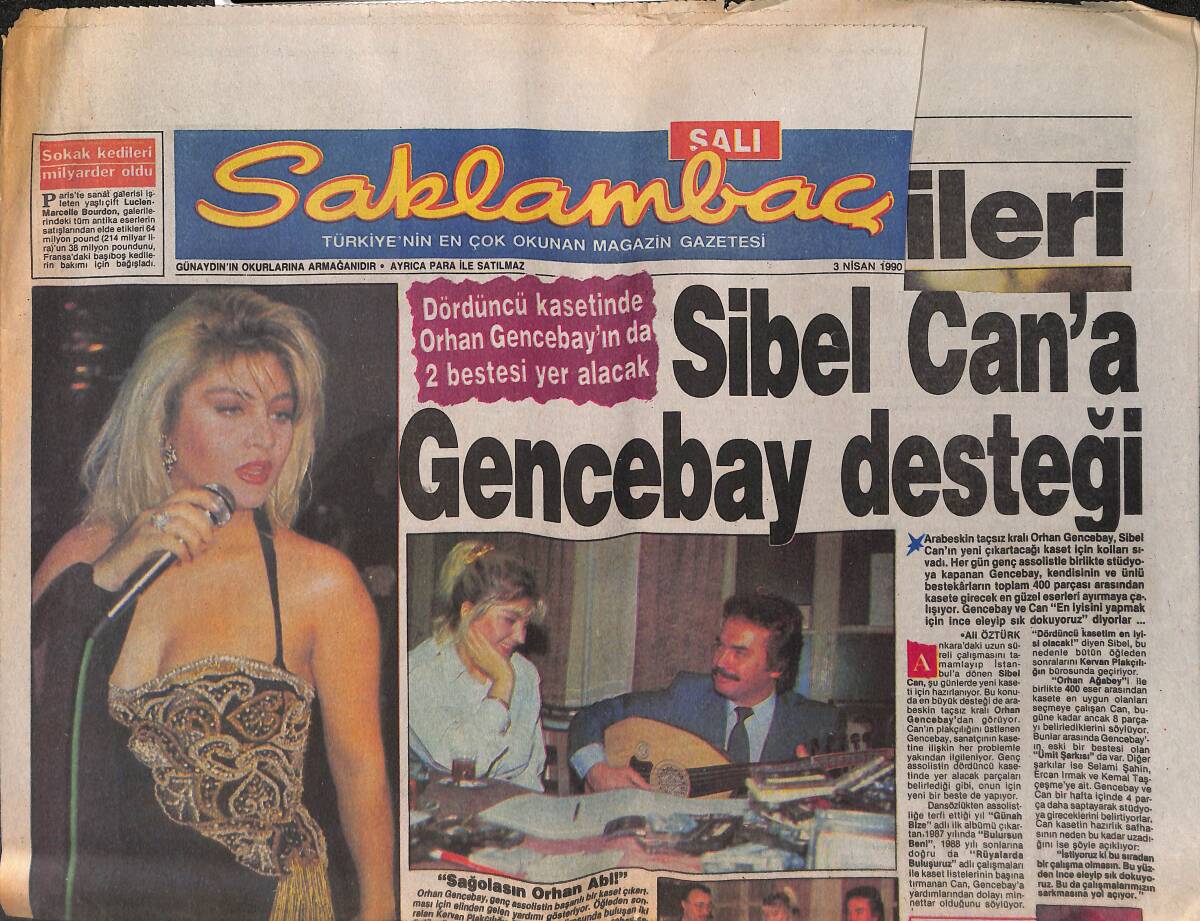 Sokak kedileri
milyarder oldu
Paris'te sanat galerisi iş-
leten yaşlı çift Lucien-
Marcelle Bourdon, galerile-
rindeki tüm antika eserlerin
satışlarından elde etikleri 64
milyon pound (214 milyar li-
ra)'un 38 milyon poundunu,
Fransa'daki başıboş kedile-
rin bakımı için bağışladı.
SALI
Saklambaç
TÜRKİYE'NİN EN ÇOK OKUNAN MAGAZİN GAZETESİ
GÜNAYDIN'IN OKURLARINA ARMAĞANIDIR • AYRICA PARA İLE SATILMAZ
3 NİSAN 1990
ileri
Dördüncü kasetinde
Orhan Gencebay'ın da
2 bestesi yer alacak
Sibel Can'a
Gencebay desteği
Arabeskin taçsız kralı Orhan Gencebay, Sibel
Can'ın yeni çıkartacağı kaset için kolları sı-
vadı. Her gün genç assolistle birlikte stüdyo-
ya kapanan Gencebay, kendisinin ve ünlü
bestekârların toplam 400 parçası arasından
kasete girecek en güzel eserleri ayırmaya ça-
lışıyor. Gencebay ve Can "En iyisini yapmak
için ince eleyip sık dokuyoruz" diyorlar ...
•Ali ÖZTÜRK
Ankara'daki uzun sü-
reli çalışmasını ta-
mamlayıp İstan-
bul'a dönen Sibel
Can, şu günlerde yeni kase-
ti için hazırlanıyor. Bu konu-
da en büyük desteği de ara-
beskin taçsız kralı Orhan
Gencebay'dan görüyor.
Can'ın plakçılığını üstlenen
Gencebay, sanatçının kase-
tine ilişkin her problemle
yakından ilgileniyor. Genç
assolistin dördüncü kase-
tinde yer alacak parçaları
belirlediği gibi, onun için
yeni bir beste de yapıyor.
Dansözlükten assolist-
liğe terfi ettiği yıl "Günah
Bize" adlı ilk albümü çıkar-
tan.1987 yılında "Bulursun
Beni", 1988 yılı sonlarına
doğru da "Rüyalarda
Buluşuruz" adlı çalışmaları
ile kaset listelerinin başına
tırmanan Can, Gencebay'a
yardımlarından dolayı min-
nettar olduğunu söylüyor.
"Dördüncü kasetim en iyi-
si olacak!" diyen Sibel, bu
nedenle bütün öğleden
sonralarını Kervan Plakçılı-
ğın bürosunda geçiriyor.
"Orhan Ağabey"i ile
birlikte 400 eser arasından
kasete en uygun olanları
seçmeye çalışan Can, bu-
güne kadar ancak 8 parça-
yı belirlediklerini söylüyor.
Bunlar arasında Gencebay'-
ın eski bir bestesi olan
"Ümit Şarkısı" da var. Diğer
şarkılar ise Selami Şahin,
Ercan Irmak ve Kemal Taş-
çeşme'ye ait. Gencebay ve
Can bir hafta içinde 4 par-
ça daha saptayarak stüdyo-
ya gireceklerini belirtiyorlar.
Can kasetin hazırlık safha-
sının neden bu kadar uzadı-
ğını ise şöyle açıklıyor:
"İstiyoruz ki bu sıradan
bir çalışma olmasın. Bu yüz-
den ince eleyip sık dokuyo-
ruz. Bu da çalışmalarımızın
sarkmasına yol açıyor."
"Sağolasın Orhan Abi!"
Orhan Gencebay, genç assolistin başarılı bir kaset çıkarı.
ması için elinden gelen yardımı gösteriyor. Öğleden son.
raları Kervan Plakçılı